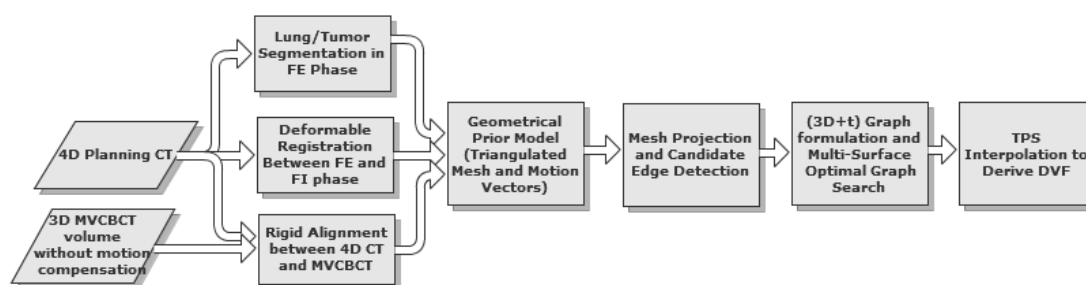 4D Planning CT
3D MVCBCT
volume
without motion
compensation
Lung/Tumor
Segmentation in
FE Phase
Deformable
Registration
Between FE and
FI phase
Rigid Alignment
between 4D CT
and MVCBCT
Geometrical
Prior Model
(Triangulated
Mesh and Motion
Vectors)
Mesh Projection
and Candidate
Edge Detection
(3D+t) Graph
formulation and
Multi-Surface
Optimal Graph
Search
TPS
Interpolation to
Derive DVF